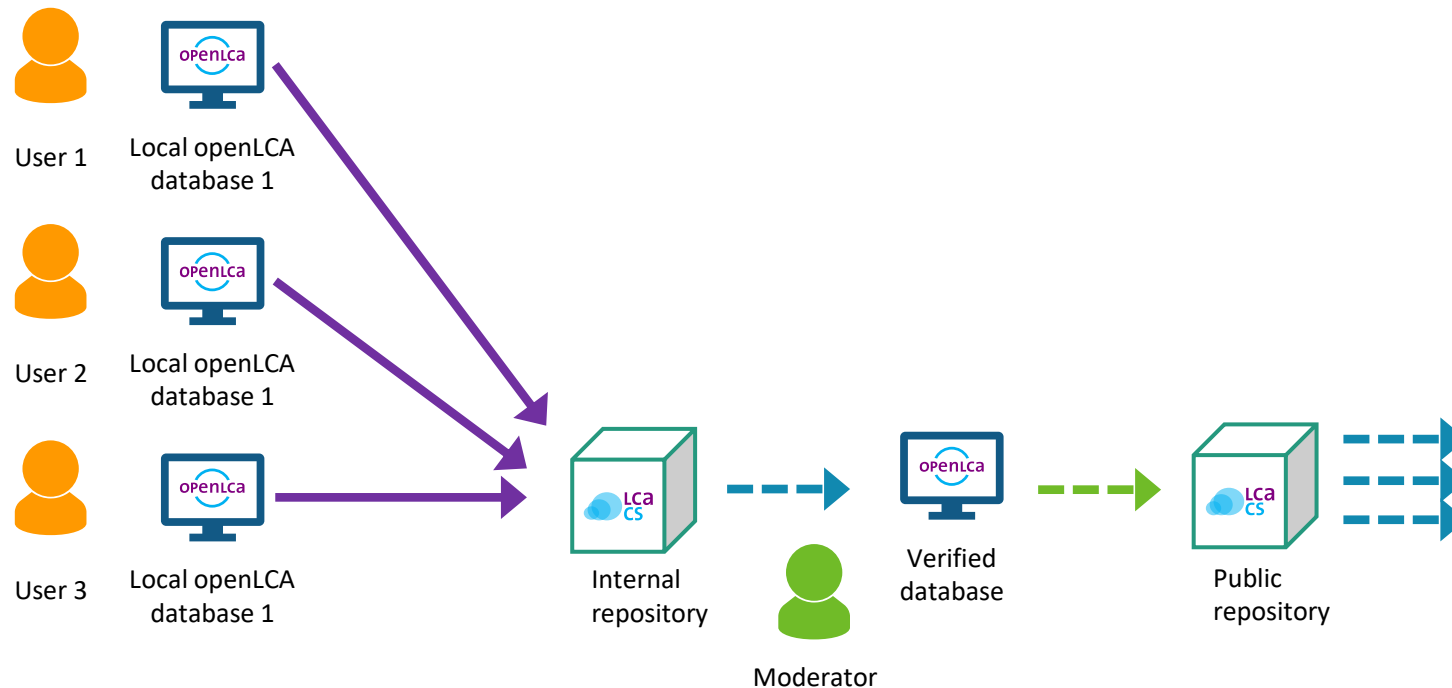 openLCa
User 1
Local openLCA
database 1
openLCa
User 2
Local openLCA
database 1
openLCa
User 3
Local openLCA
database 1
LCa
CS
Internal
repository
Moderator
openLCa
Verified
database
LCa
CS
Public
repository